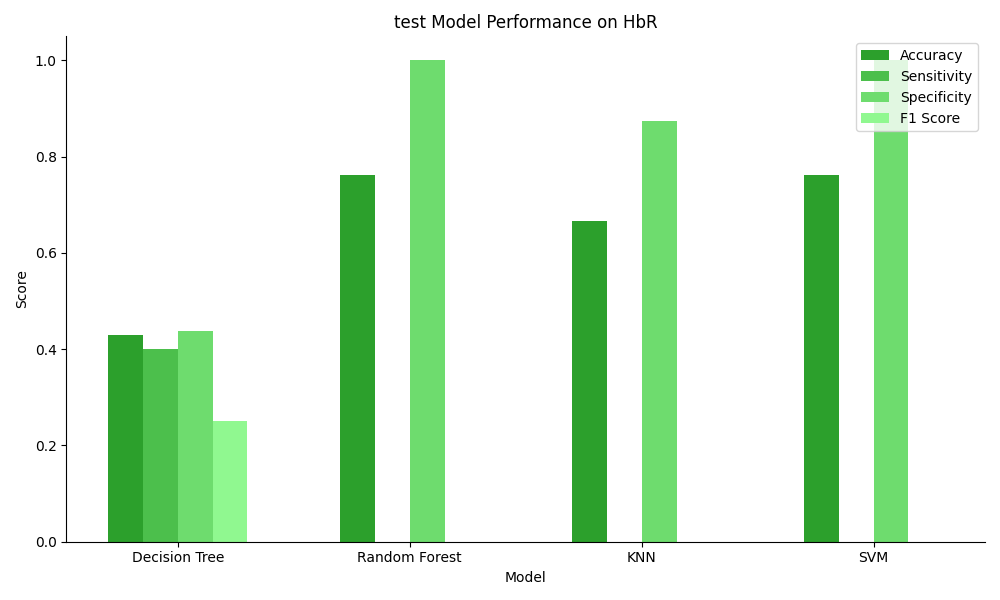 test Model Performance on HbR
Accuracy
Sensitivity
Specificity
F1 Score
1.0
0.8
0.6
0.4
0.2
0.0
Score
Decision Tree
Random Forest
KNN
SVM
Model